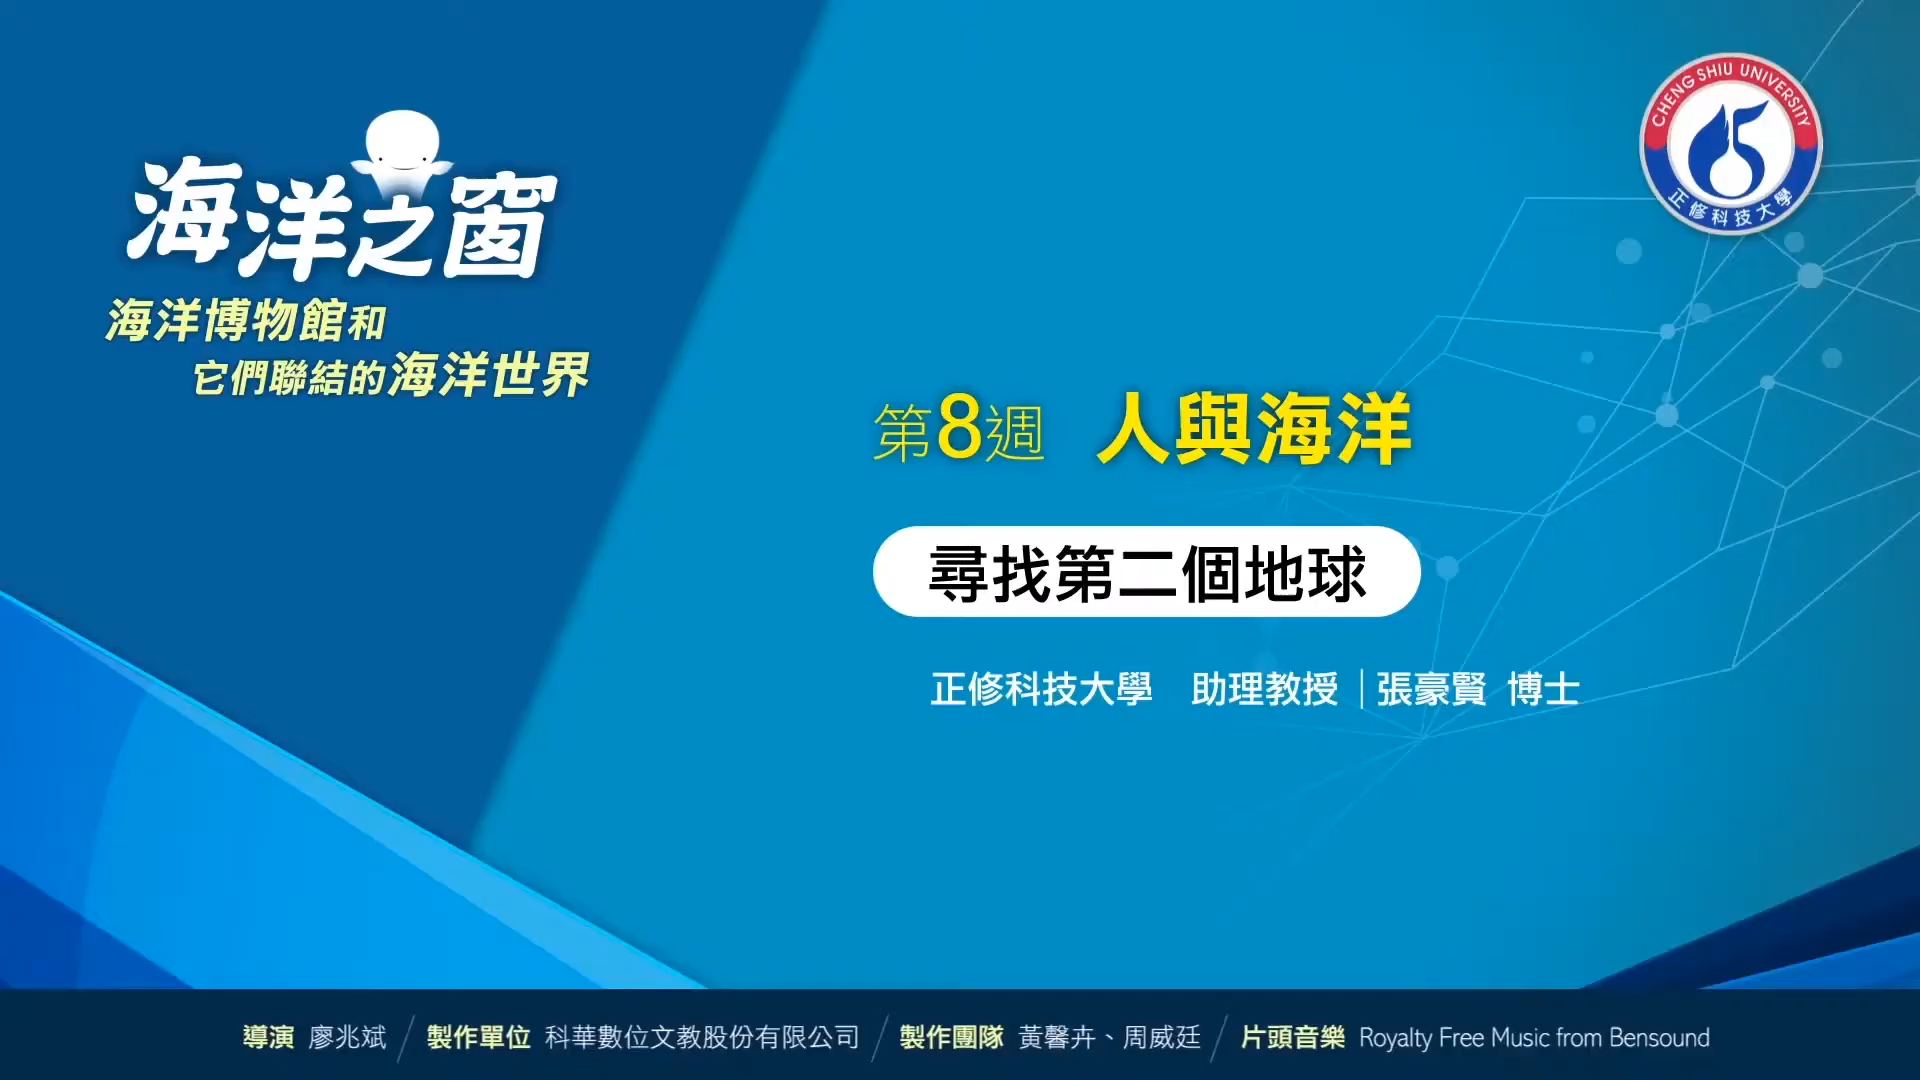 海洋之窗
海洋博物館和
它們聯結的海洋世界
CHENG SHIU UNIVERSITY
正修科技大學
第8週 人與海洋
尋找第二個地球
正修科技大學 助理教授｜張豪賢 博士
導演 廖兆斌 / 製作單位 科華數位文教股份有限公司 / 製作團隊 黃馨卉、周威廷 / 片頭音樂 Royalty Free Music from Bensound